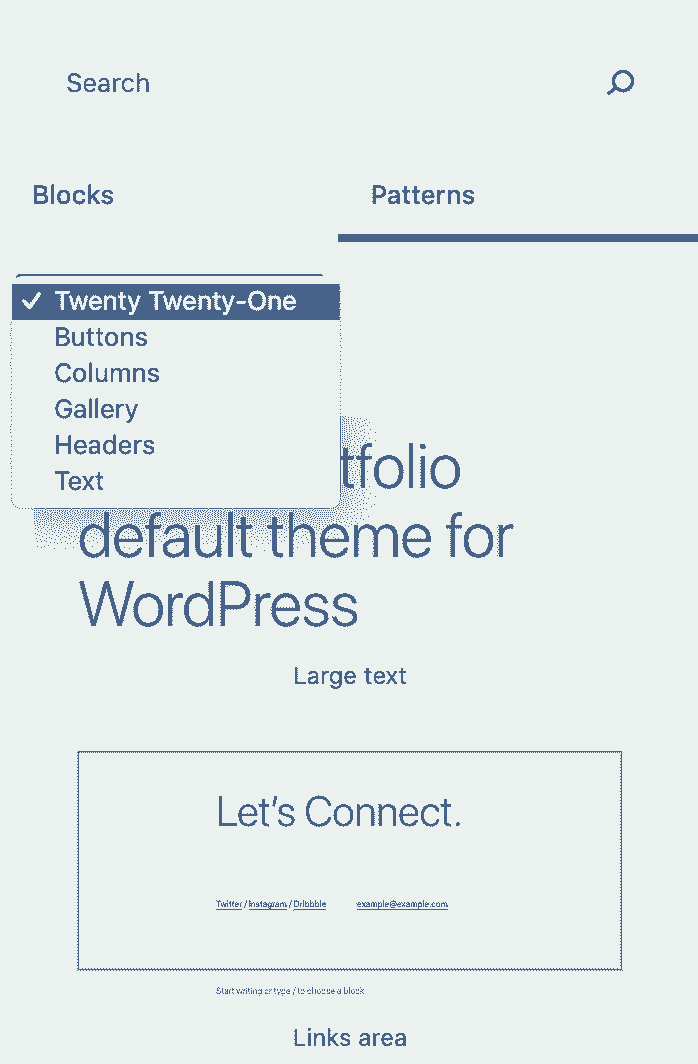 Search
Blocks
Patterns
Twenty Twenty-One
Buttons
Columns
Gallery
Headers
Text
tfolio
default theme for
WordPress
Large text
Let's Connect.
Twitter / Instagram / Dribbble example@example.com
Start writing or type / to choose a block
Links area